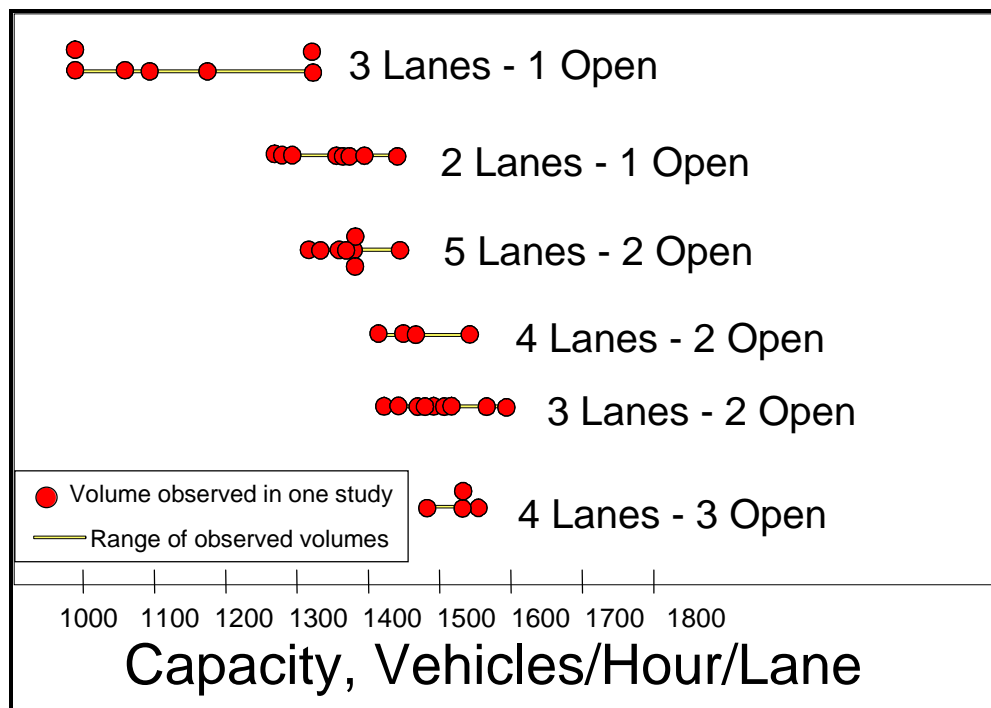 3 Lanes - 1 Open
2 Lanes - 1 Open
5 Lanes - 2 Open
4 Lanes - 2 Open
3 Lanes - 2 Open
4 Lanes - 3 Open
Volume observed in one study
Range of observed volumes
1000 1100 1200 1300 1400 1500 1600 1700 1800
Capacity, Vehicles/Hour/Lane